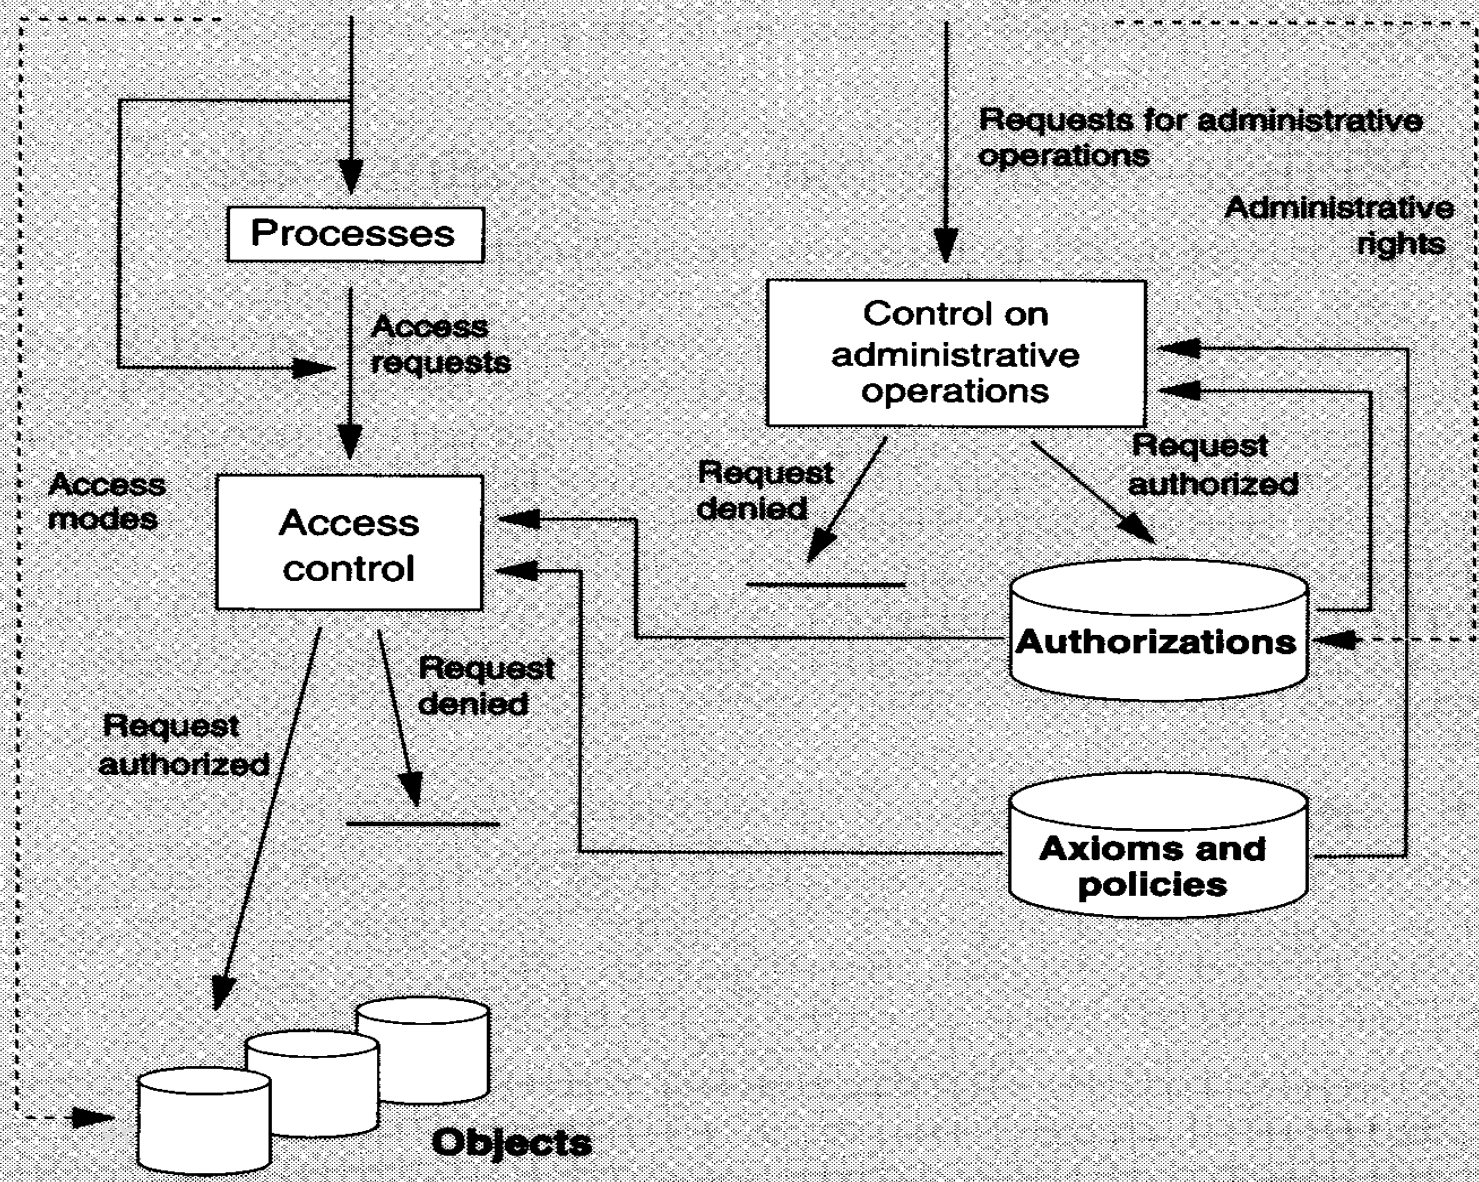 Requests for administrative
operations
Administrative
rights
Processes
Access
requests
Control on
administrative
operations
Access
modes
Access
control
Request
denied
Request
authorized
Authorizations
Request
denied
Request
authorized
Axioms and
policies
Objects